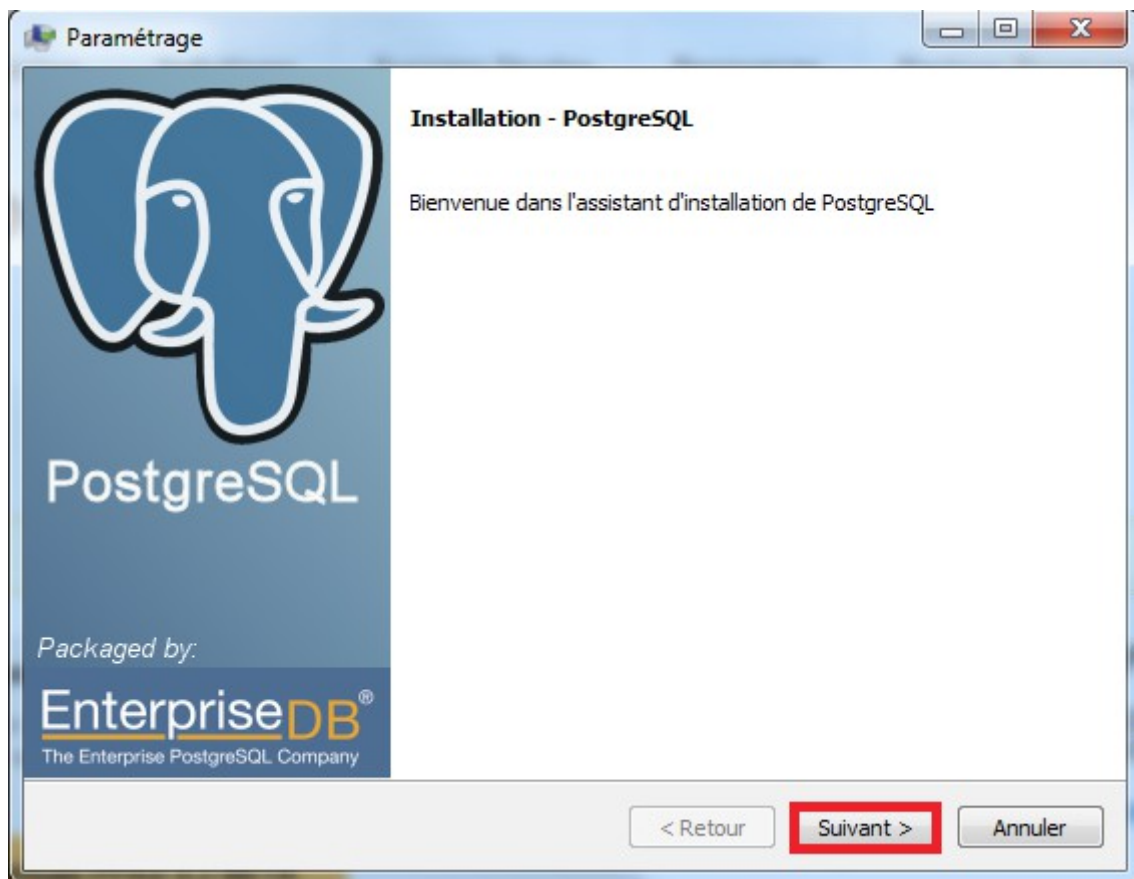 Paramétrage
Installation - PostgreSQL
Bienvenue dans l'assistant d'installation de PostgreSQL
PostgreSQL
Packaged by:
EnterpriseDB®
The Enterprise PostgreSQL Company
< Retour
Suivant >
Annuler